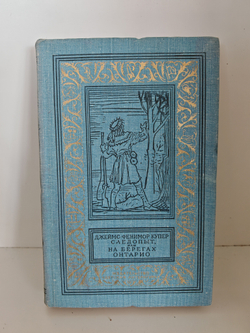 ДЖЕЙМС ФЕНИМОР КУПЕР
СЛЕДОПЫТ,
ИЛИ
НА БЕРЕГАХ
ОНТАРИО